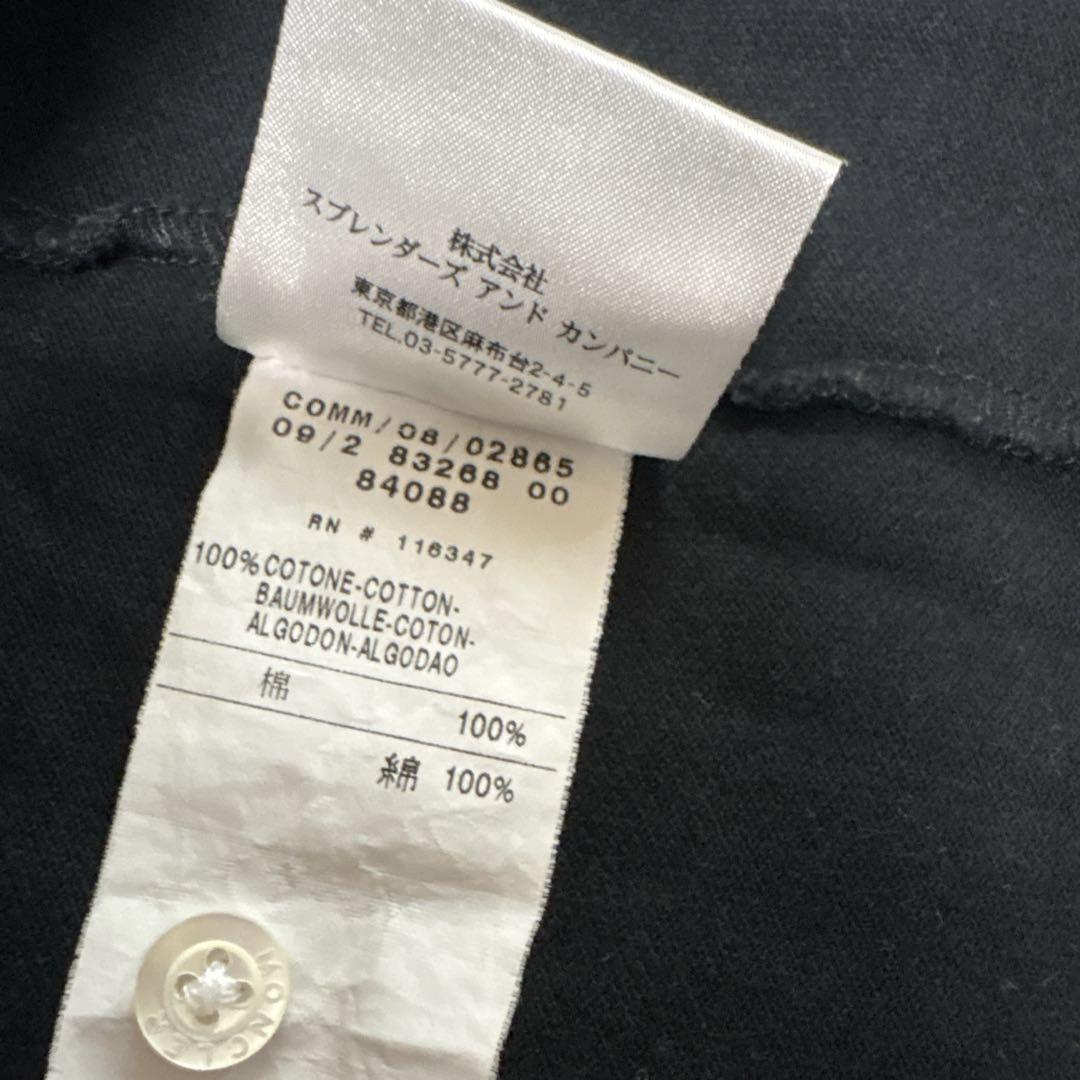 株式会社
スプレンダーズ アンド カンパニー
東京都港区麻布台2-4-5
TEL.03-5777-2781
COMM/08/02865
09/2 83268 00
84088
RN # 116347
100%COTONE-COTTON-
BAUMWOLLE-COTON-
ALGODON-ALGODAO
棉 100%
綿 100%
MONCLER